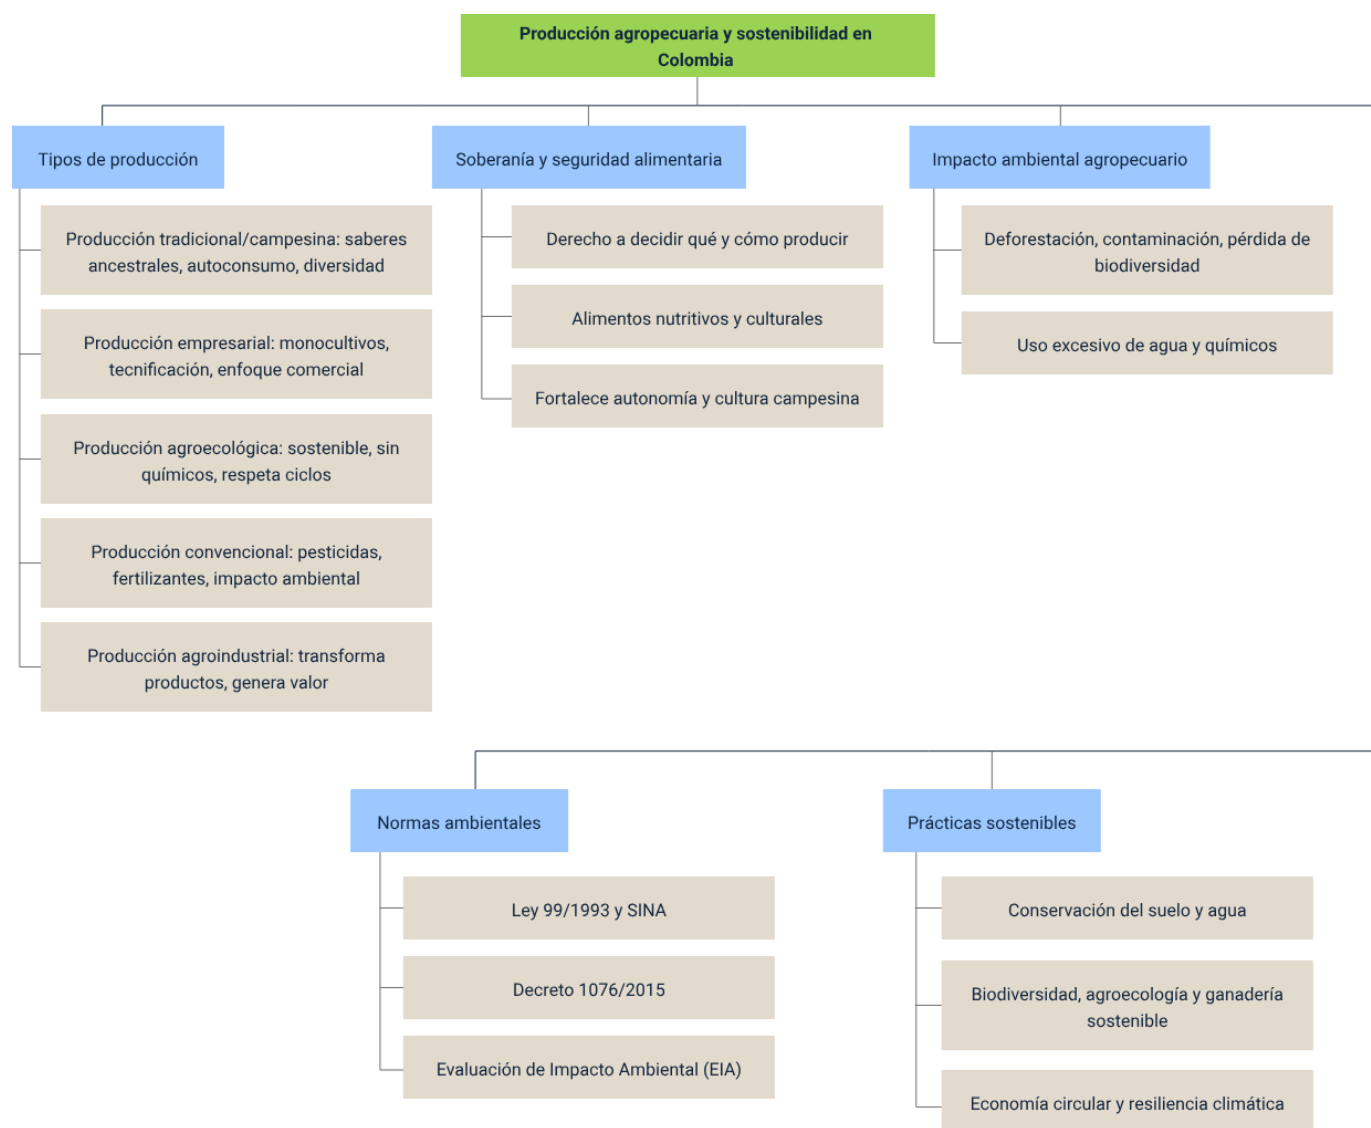 Producción agropecuaria y sostenibilidad en
Colombia
Tipos de producción
Producción tradicional/campesina: saberes
ancestrales, autoconsumo, diversidad
Producción empresarial: monocultivos,
tecnificación, enfoque comercial
Producción agroecológica: sostenible, sin
químicos, respeta ciclos
Producción convencional: pesticidas,
fertilizantes, impacto ambiental
Producción agroindustrial: transforma
productos, genera valor
Soberanía y seguridad alimentaria
Derecho a decidir qué y cómo producir
Alimentos nutritivos y culturales
Fortalece autonomía y cultura campesina
Impacto ambiental agropecuario
Deforestación, contaminación, pérdida de
biodiversidad
Uso excesivo de agua y químicos
Normas ambientales
Ley 99/1993 y SINA
Decreto 1076/2015
Evaluación de Impacto Ambiental (EIA)
Prácticas sostenibles
Conservación del suelo y agua
Biodiversidad, agroecología y ganadería
sostenible
Economía circular y resiliencia climática